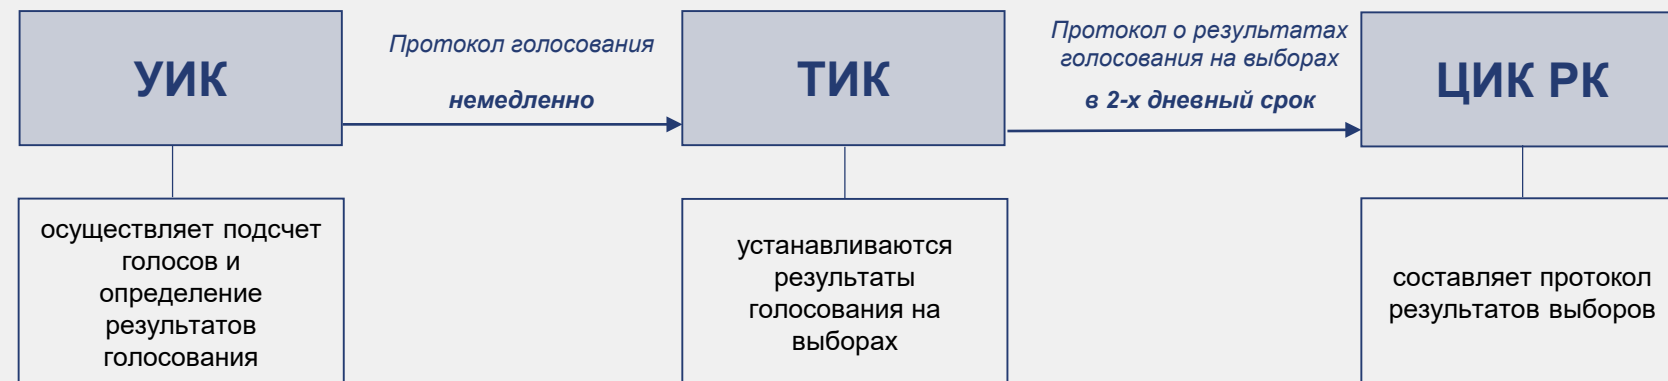 УИК
Протокол голосования
немедленно
ТИК
Протокол о результатах
голосования на выборах
в 2-х дневный срок
ЦИК РК
осуществляет подсчет
голосов и
определение
результатов
голосования
устанавливаются
результаты
голосования на
выборах
составляет протокол
результатов выборов